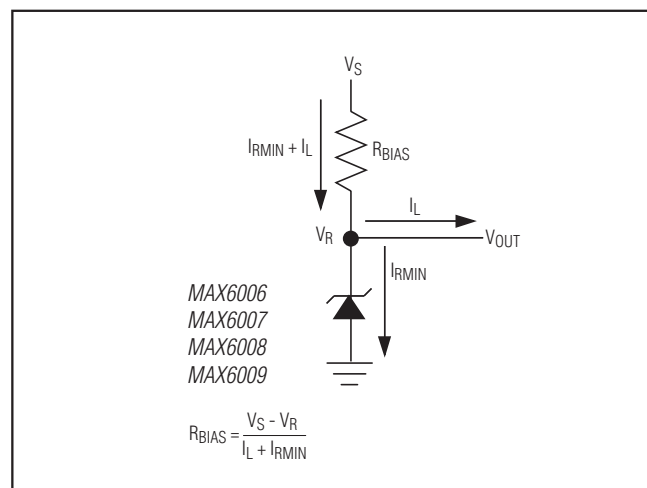 VS
IRMIN + IL
RBIAS
IL
VR
VOUT
IRMIN
MAX6006
MAX6007
MAX6008
MAX6009
RBIAS = VS - VR
IL + IRMIN